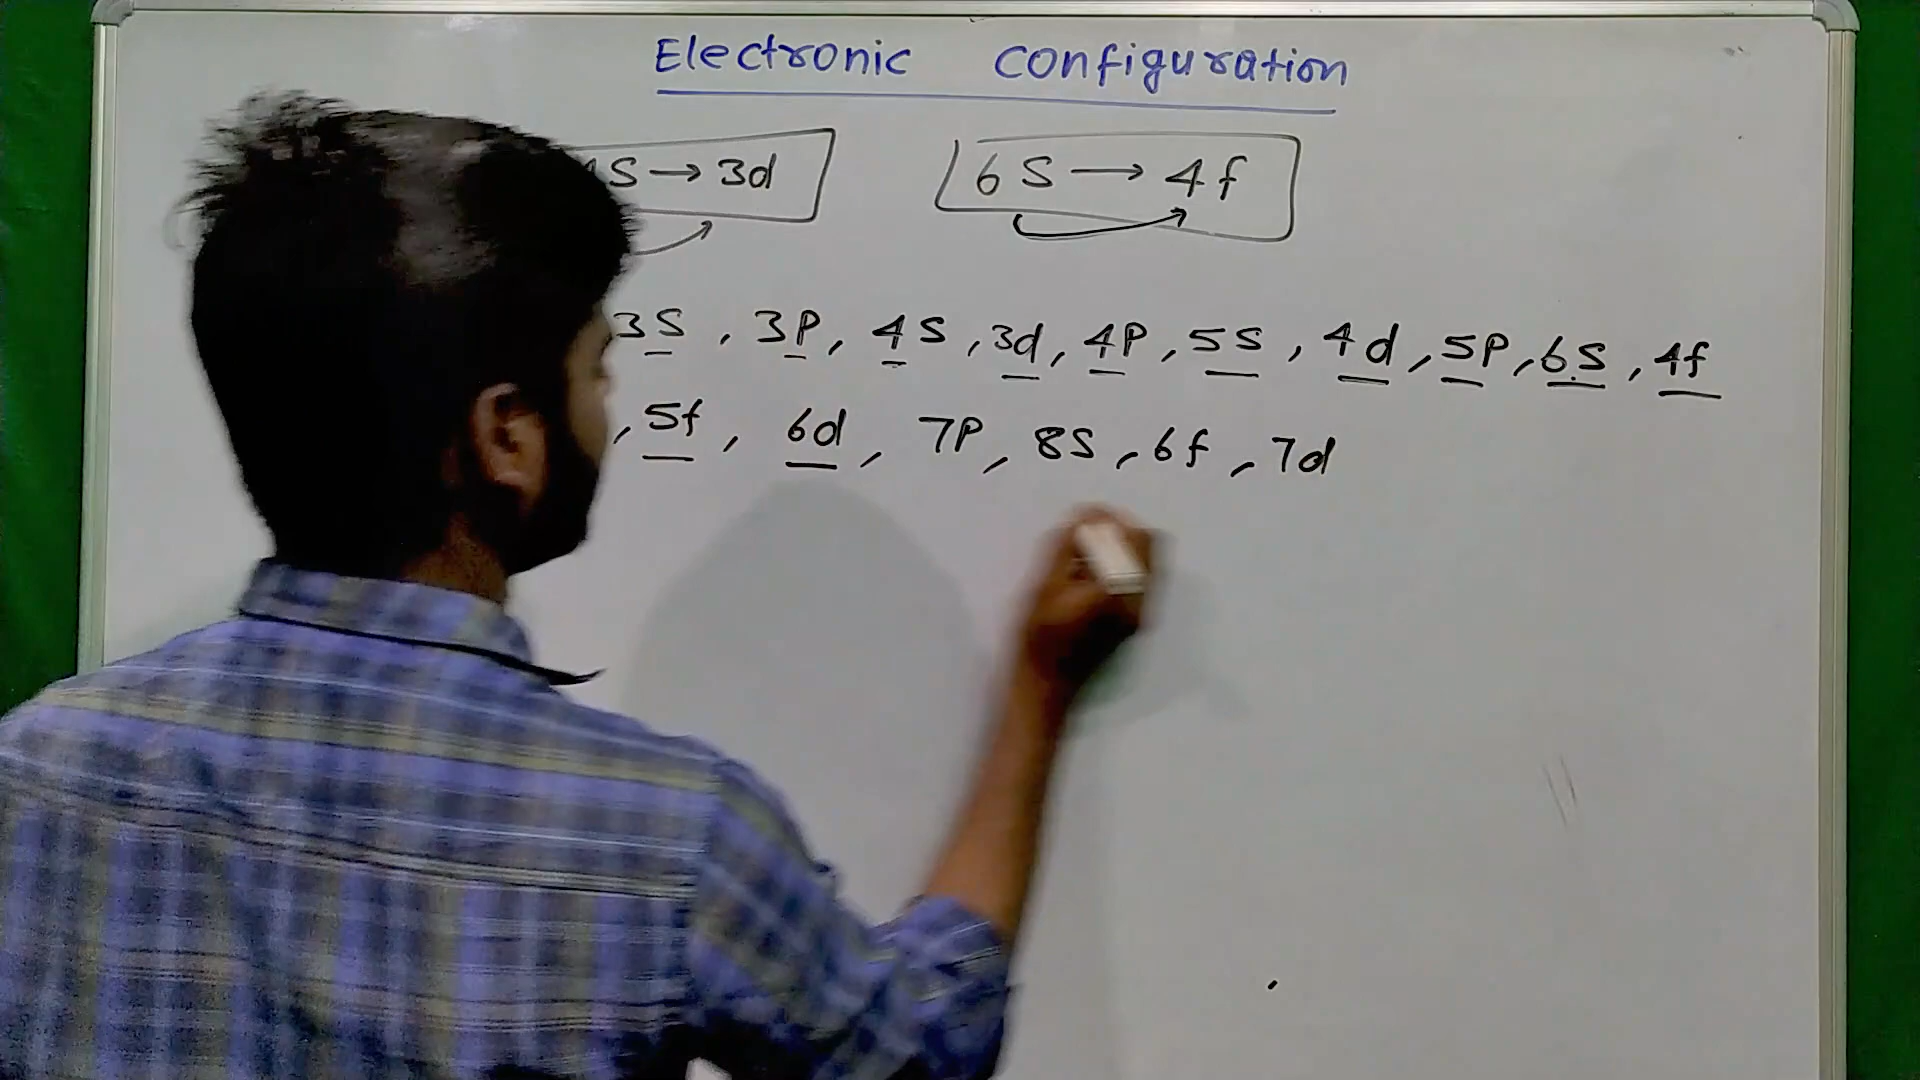 Electronic Configuration
S → 3d 6S → 4f
3S, 3P, 4S, 3d, 4P, 5S, 4d, 5P, 6S, 4f
, 5f, 6d, 7P, 8S, 6f, 7d